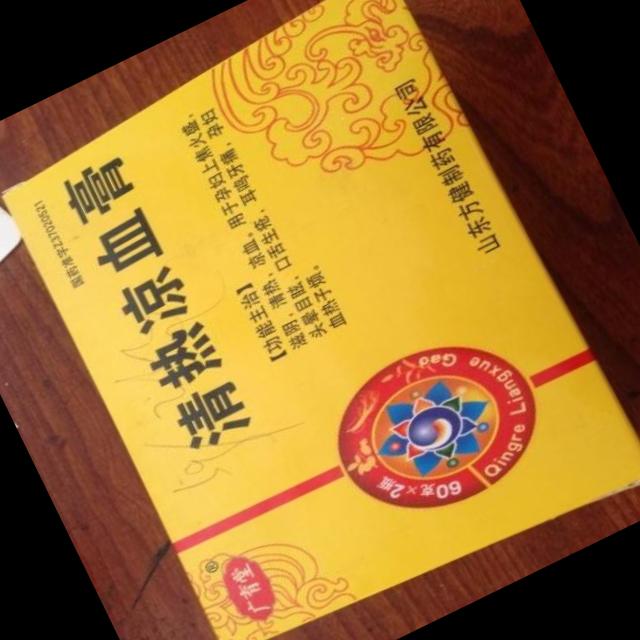 国药准字Z37020621
清热凉血膏
【功能主治】
滋阴,清热,凉血。用于孕妇上焦火盛,
头晕目眩,口舌生疮,耳鸣牙痛,孕妇
血热子烦。
山东方健制药有限公司
Qingre Liangxue Gao
60克×2瓶
广育堂®